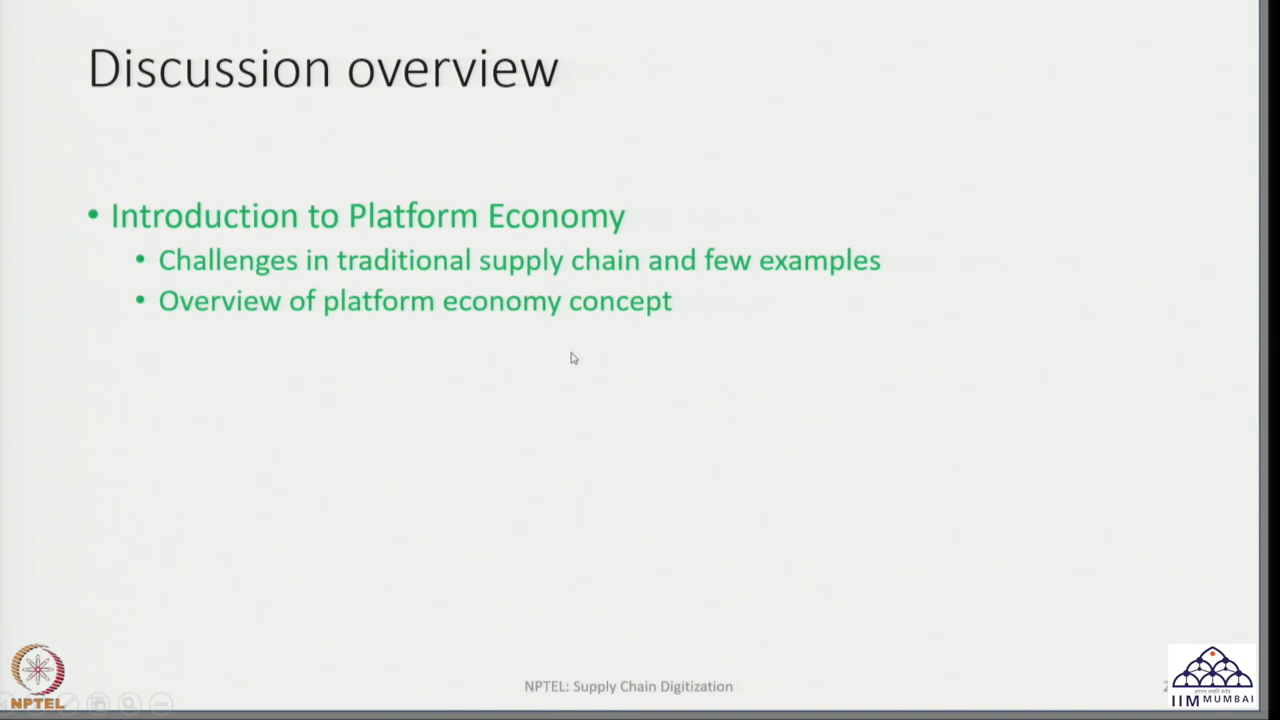 Discussion overview
• Introduction to Platform Economy
• Challenges in traditional supply chain and few examples
• Overview of platform economy concept
NPTEL
NPTEL: Supply Chain Digitization
IIM MUMBAI